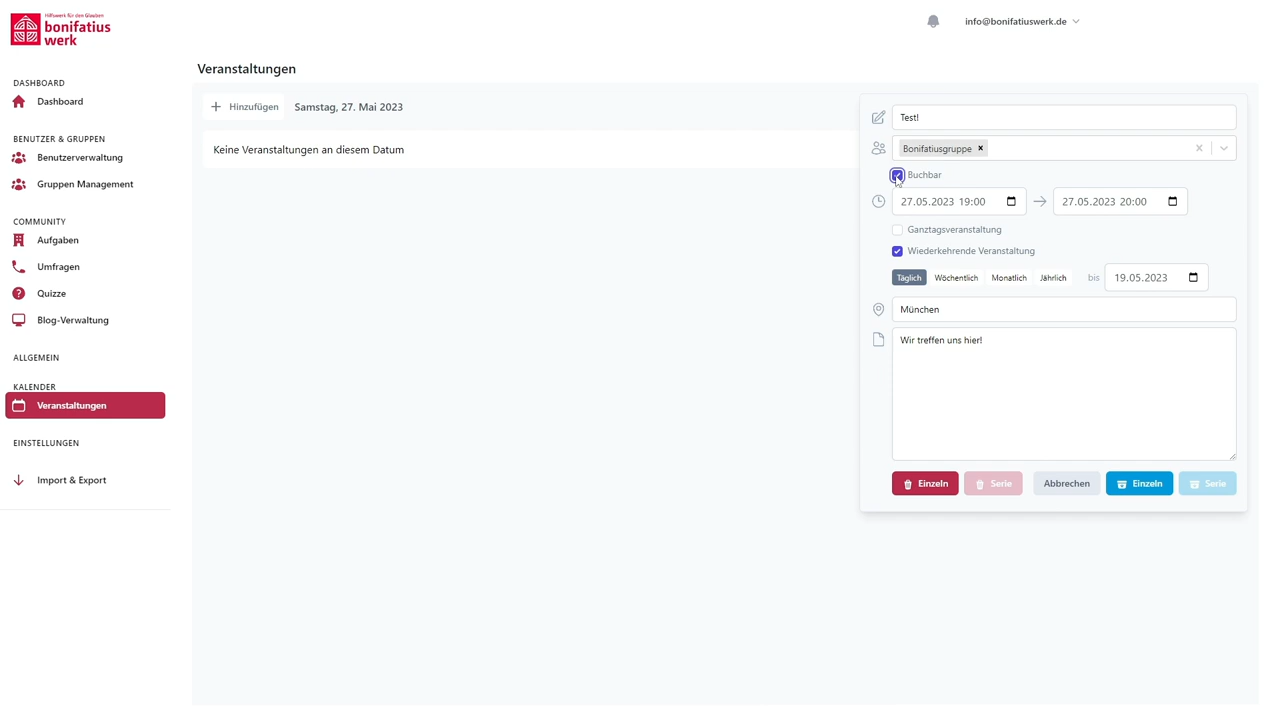 Hilfswerk für den Glauben
bonifatius
werk
info@bonifatiuswerk.de
DASHBOARD
Dashboard
BENUTZER & GRUPPEN
Benutzerverwaltung
Gruppen Management
COMMUNITY
Aufgaben
Umfragen
Quizze
Blog-Verwaltung
ALLGEMEIN
KALENDER
Veranstaltungen
EINSTELLUNGEN
Import & Export
Veranstaltungen
Hinzufügen Samstag, 27. Mai 2023
Keine Veranstaltungen an diesem Datum
Test!
Bonifatiusgruppe
Buchbar
27.05.2023 19:00 27.05.2023 20:00
Ganztagsveranstaltung
Wiederkehrende Veranstaltung
Täglich Wöchentlich Monatlich Jährlich bis 19.05.2023
München
Wir treffen uns hier!
Einzeln Serie Abbrechen Einzeln Serie